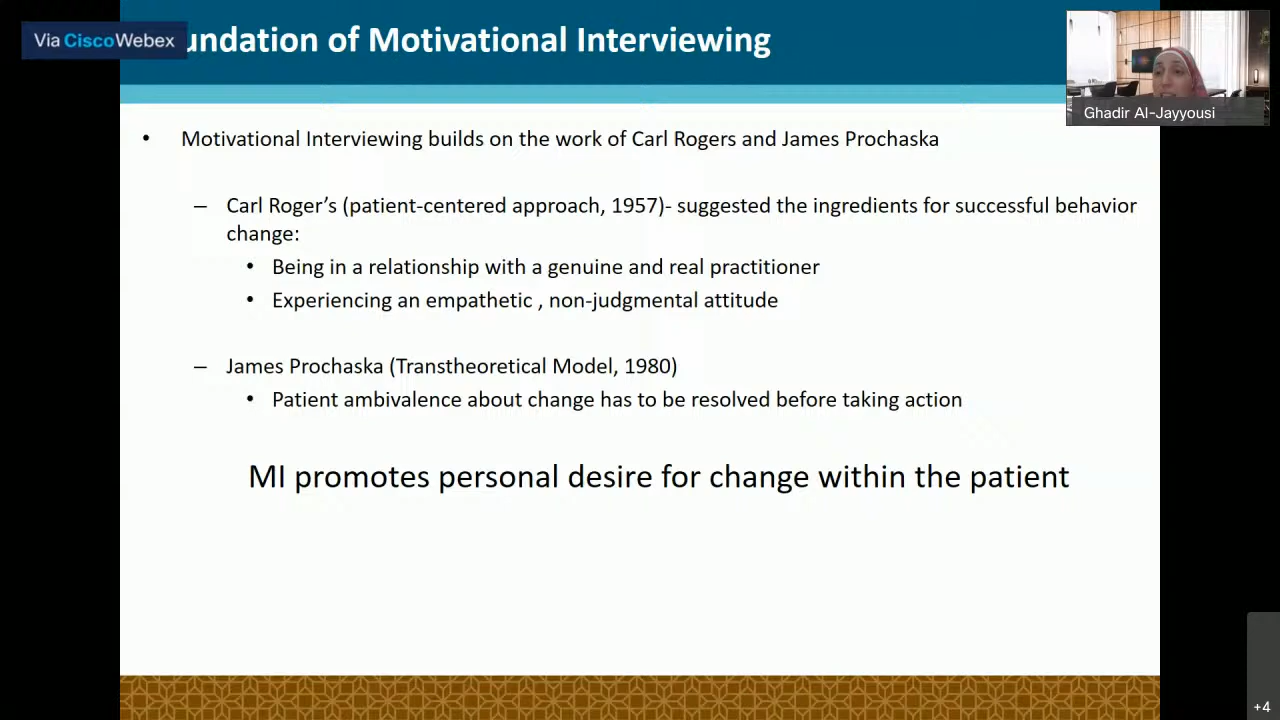 Via Cisco Webex
undation of Motivational Interviewing
Ghadir Al-Jayyousi
• Motivational Interviewing builds on the work of Carl Rogers and James Prochaska
– Carl Roger’s (patient-centered approach, 1957)- suggested the ingredients for successful behavior
change:
• Being in a relationship with a genuine and real practitioner
• Experiencing an empathetic , non-judgmental attitude
– James Prochaska (Transtheoretical Model, 1980)
• Patient ambivalence about change has to be resolved before taking action
MI promotes personal desire for change within the patient
+4